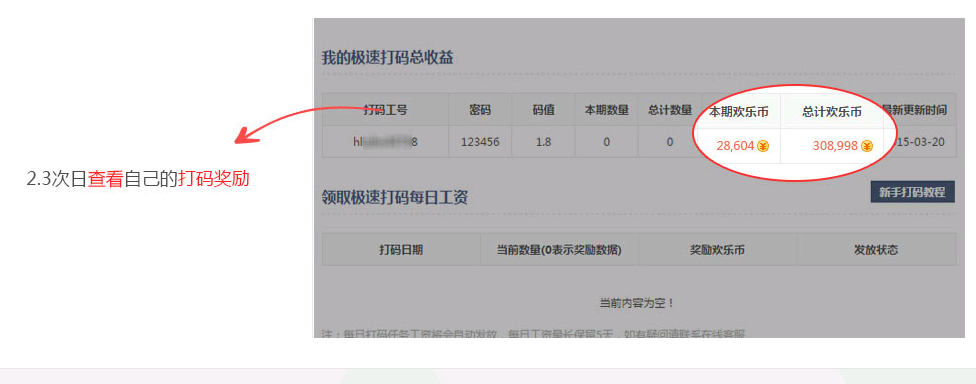 我的极速打码总收益
打码工号 密码 码值 本期数量 总计数量 本期欢乐币 总计欢乐币 最新更新时间
hl 8 123456 1.8 0 0 28,604 308,998 15-03-20
2.3次日查看自己的打码奖励
领取极速打码每日工资 新手打码教程
打码日期 当前数量(0表示奖励数据) 奖励欢乐币 发放状态
当前内容为空！
注：每日打码任务工资将会自动发放，每日工资最长保留5天，如有疑问请联系在线客服